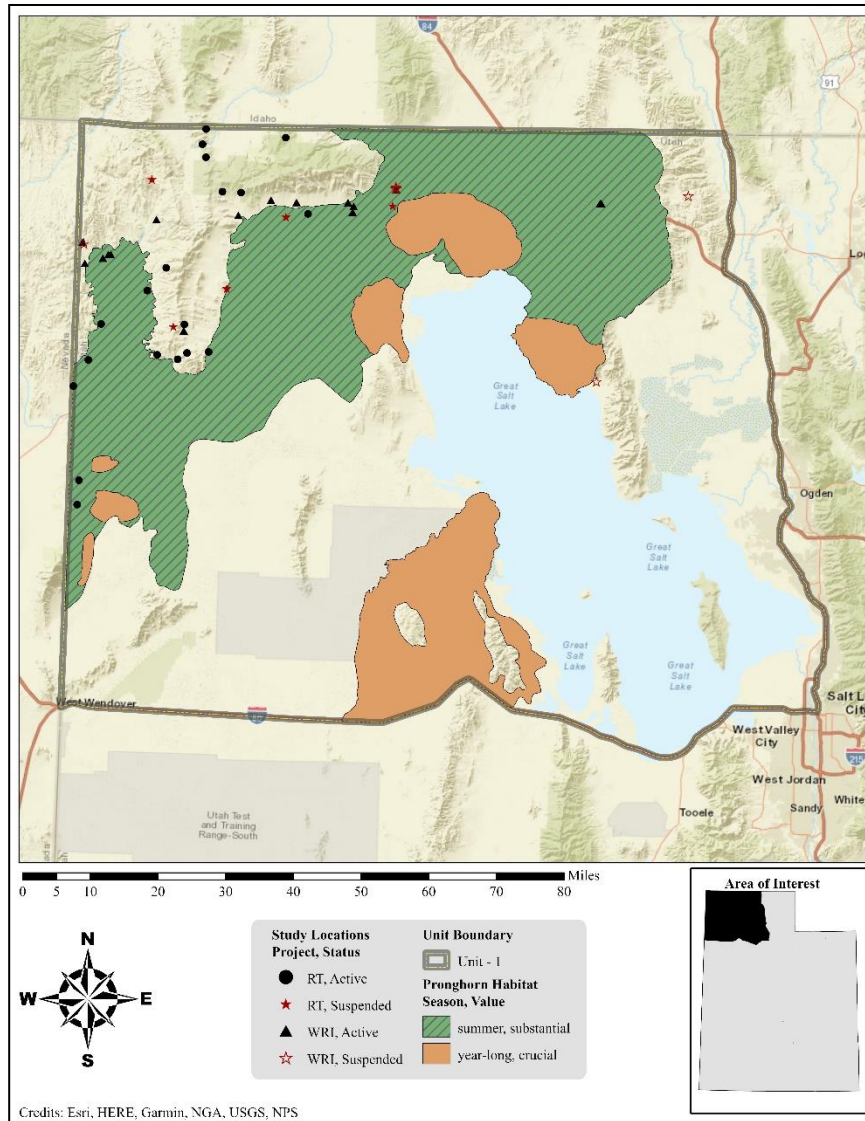 84
91
Idaho
Utah
Nevada
Great
Salt
Lake
Ogden
Great
Salt
Lake
Great
Salt
Lake
Great
Salt
Lake
West Wendover
Salt L
City
West Valley
City
215
West Jordan
Tooele
Sandy
White
Utah Test
and Training
Range-South
Miles
0 5 10 20 30 40 50 60 70 80
Area of Interest
N
W E
S
Study Locations
Project, Status
RT, Active
RT, Suspended
WRI, Active
WRI, Suspended
Unit Boundary
Unit - 1
Pronghorn Habitat
Season, Value
summer, substantial
year-long, crucial
Credits: Esri, HERE, Garmin, NGA, USGS, NPS